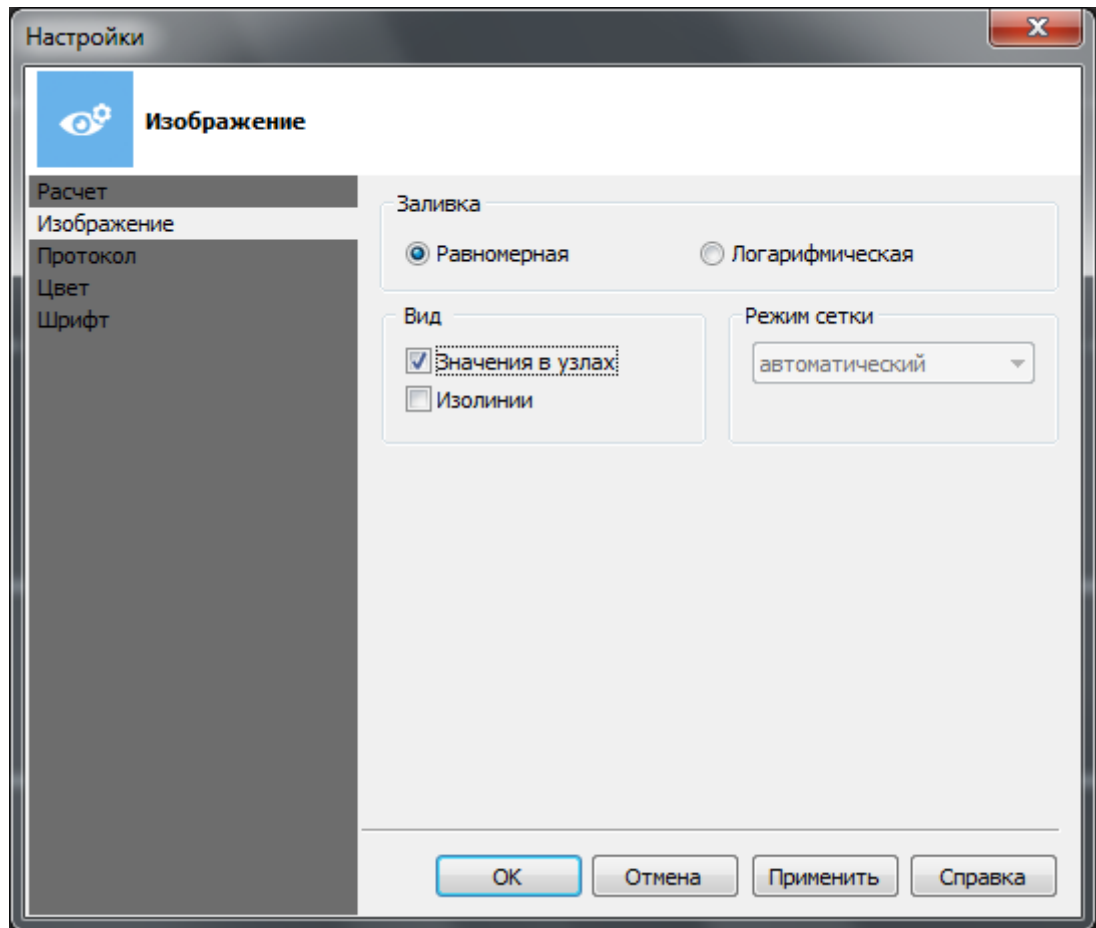 Настройки
Изображение
Расчет
Изображение
Протокол
Цвет
Шрифт
Заливка
Равномерная
Логарифмическая
Вид
Значения в узлах
Изолинии
Режим сетки
автоматический
ОК
Отмена
Применить
Справка